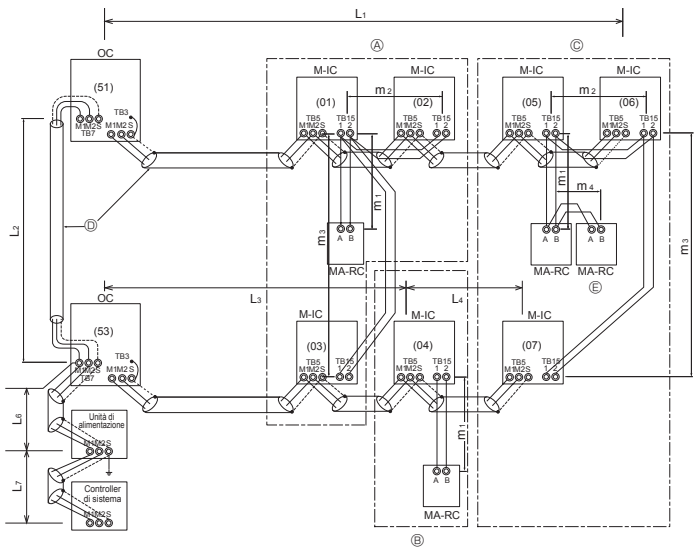 L1
A
C
OC
M-IC
M-IC
M-IC
M-IC
(51)
(01)
m2
(02)
(05)
m2
(06)
TB3
M1M2S
TB7
M1M2S
TB5
M1M2S
TB15
1 2
TB5
M1M2S
TB15
1 2
TB5
M1M2S
TB15
1 2
TB5
M1M2S
TB15
1 2
L2
D
m1
m3
A B
MA-RC
m1
m4
A B
MA-RC
A B
MA-RC
E
m3
OC
L3
L4
M-IC
M-IC
M-IC
(53)
(03)
(04)
(07)
TB3
M1M2S
TB7
M1M2S
TB5
M1M2S
TB15
1 2
TB5
M1M2S
TB15
1 2
TB5
M1M2S
TB15
1 2
L6
Unità di
alimentazione
M1M2S
m1
L7
Controller
di sistema
M1M2S
A B
MA-RC
B